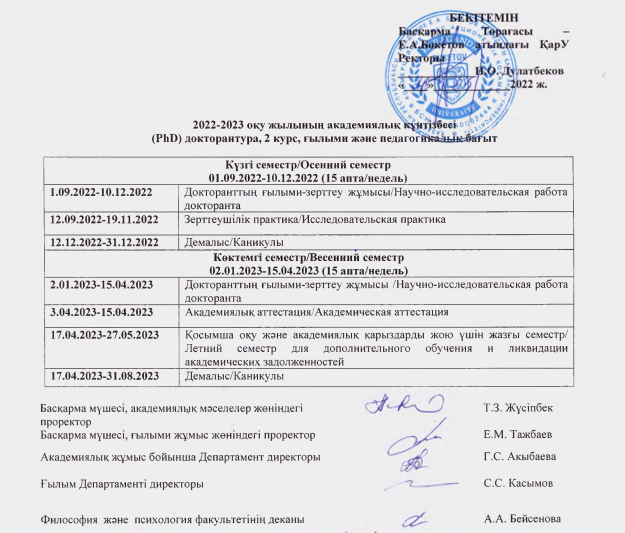 БЕКІТЕМІН
Басқарма Төрағасы –
Е.А.Бөкетов атындағы ҚарУ
Ректоры
Н.О. Дулатбеков
2022 ж.
2022-2023 оқу жылының академиялық күнтізбесі
(PhD) докторантура, 2 курс, ғылыми және педагогикалық бағыт
Күзгі семестр/Осенний семестр
01.09.2022-10.12.2022 (15 апта/недель)
1.09.2022-10.12.2022 Докторанттың ғылыми-зерттеу жұмысы/Научно-исследовательская работа
докторанта
12.09.2022-19.11.2022 Зерттеушілік практика/Исследовательская практика
12.12.2022-31.12.2022 Демалыс/Каникулы
Көктемгі семестр/Весенний семестр
02.01.2023-15.04.2023 (15 апта/недель)
2.01.2023-15.04.2023 Докторанттың ғылыми-зерттеу жұмысы /Научно-исследовательская работа
докторанта
3.04.2023-15.04.2023 Академиялық аттестация/Академическая аттестация
17.04.2023-27.05.2023 Қосымша оқу және академиялық қарыздарды жою үшін жазғы семестр/
Летний семестр для дополнительного обучения и ликвидации
академических задолженностей
17.04.2023-31.08.2023 Демалыс/Каникулы
Басқарма мүшесі, академиялық мәселелер жөніндегі Т.З. Жүсіпбек
проректор
Басқарма мүшесі, ғылыми жұмыс жөніндегі проректор Е.М. Тажбаев
Академиялық жұмыс бойынша Департамент директоры Г.С. Акыбаева
Ғылым Департаменті директоры С.С. Касымов
Философия және психология факультетінің деканы А.А. Бейсенова